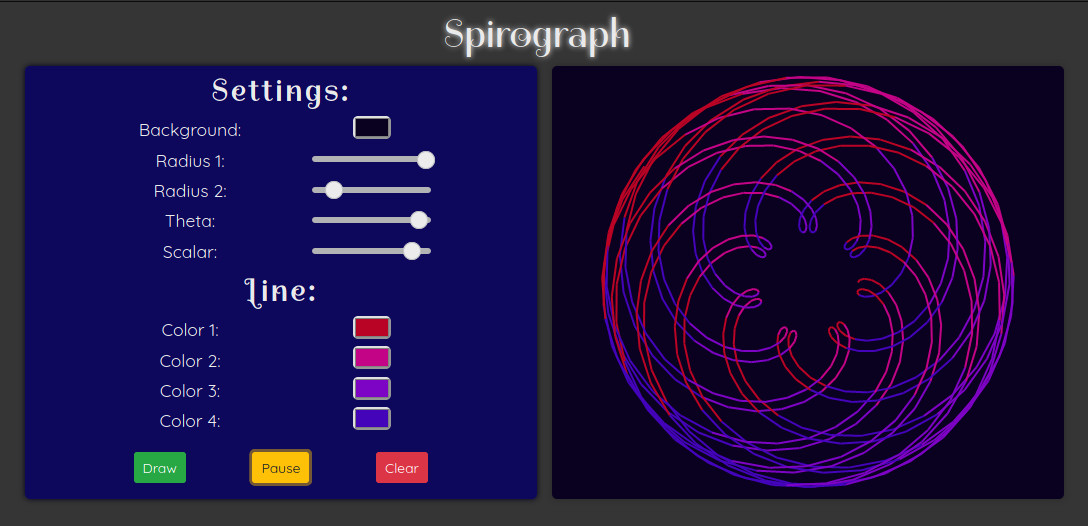 Spirograph
Settings:
Background:
Radius 1:
Radius 2:
Theta:
Scalar:
Line:
Color 1:
Color 2:
Color 3:
Color 4:
Draw Pause Clear